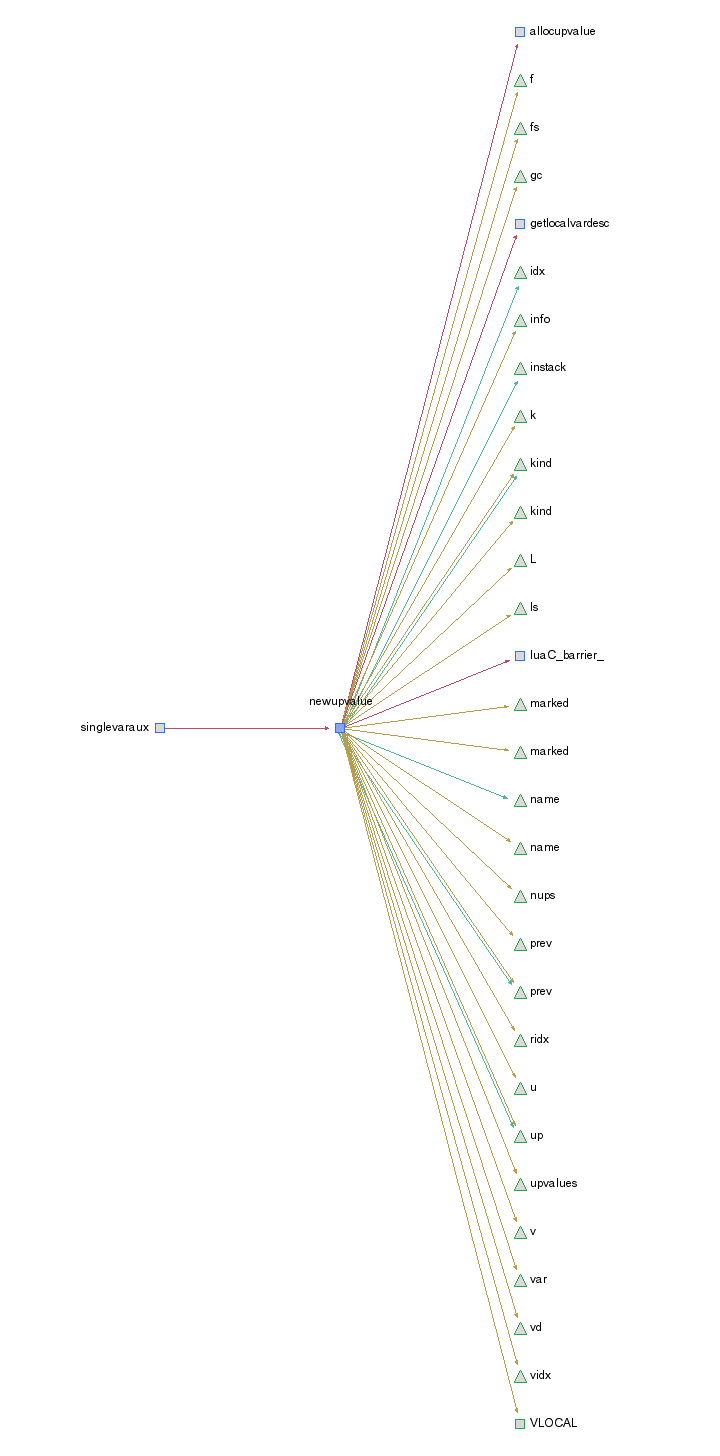 allocupvalue
f
fs
gc
getlocalvardesc
idx
info
instack
k
kind
kind
L
ls
luaC_barrier_
newupvalue
marked
singlevaraux
marked
name
name
nups
prev
prev
ridx
u
up
upvalues
v
var
vd
vidx
VLOCAL